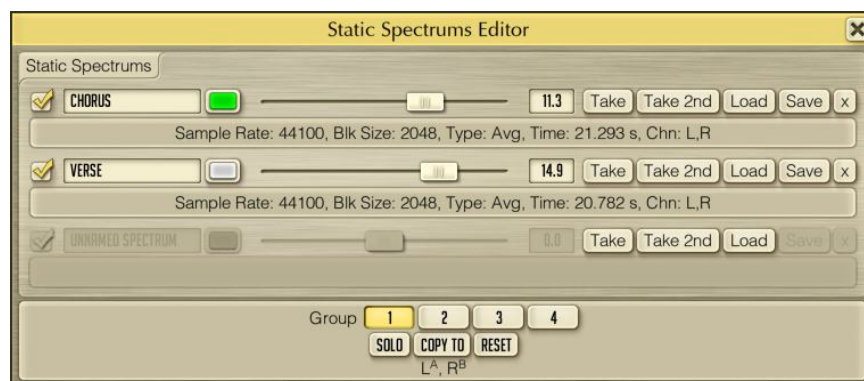 Static Spectrums Editor
Static Spectrums
CHORUS 11.3 Take Take 2nd Load Save x
Sample Rate: 44100, Blk Size: 2048, Type: Avg, Time: 21.293 s, Chn: L,R
VERSE 14.9 Take Take 2nd Load Save x
Sample Rate: 44100, Blk Size: 2048, Type: Avg, Time: 20.782 s, Chn: L,R
UNNAMED SPECTRUM 0.0 Take Take 2nd Load Save x
Group 1 2 3 4
SOLO COPY TO RESET
Lᴬ, Rᴮ